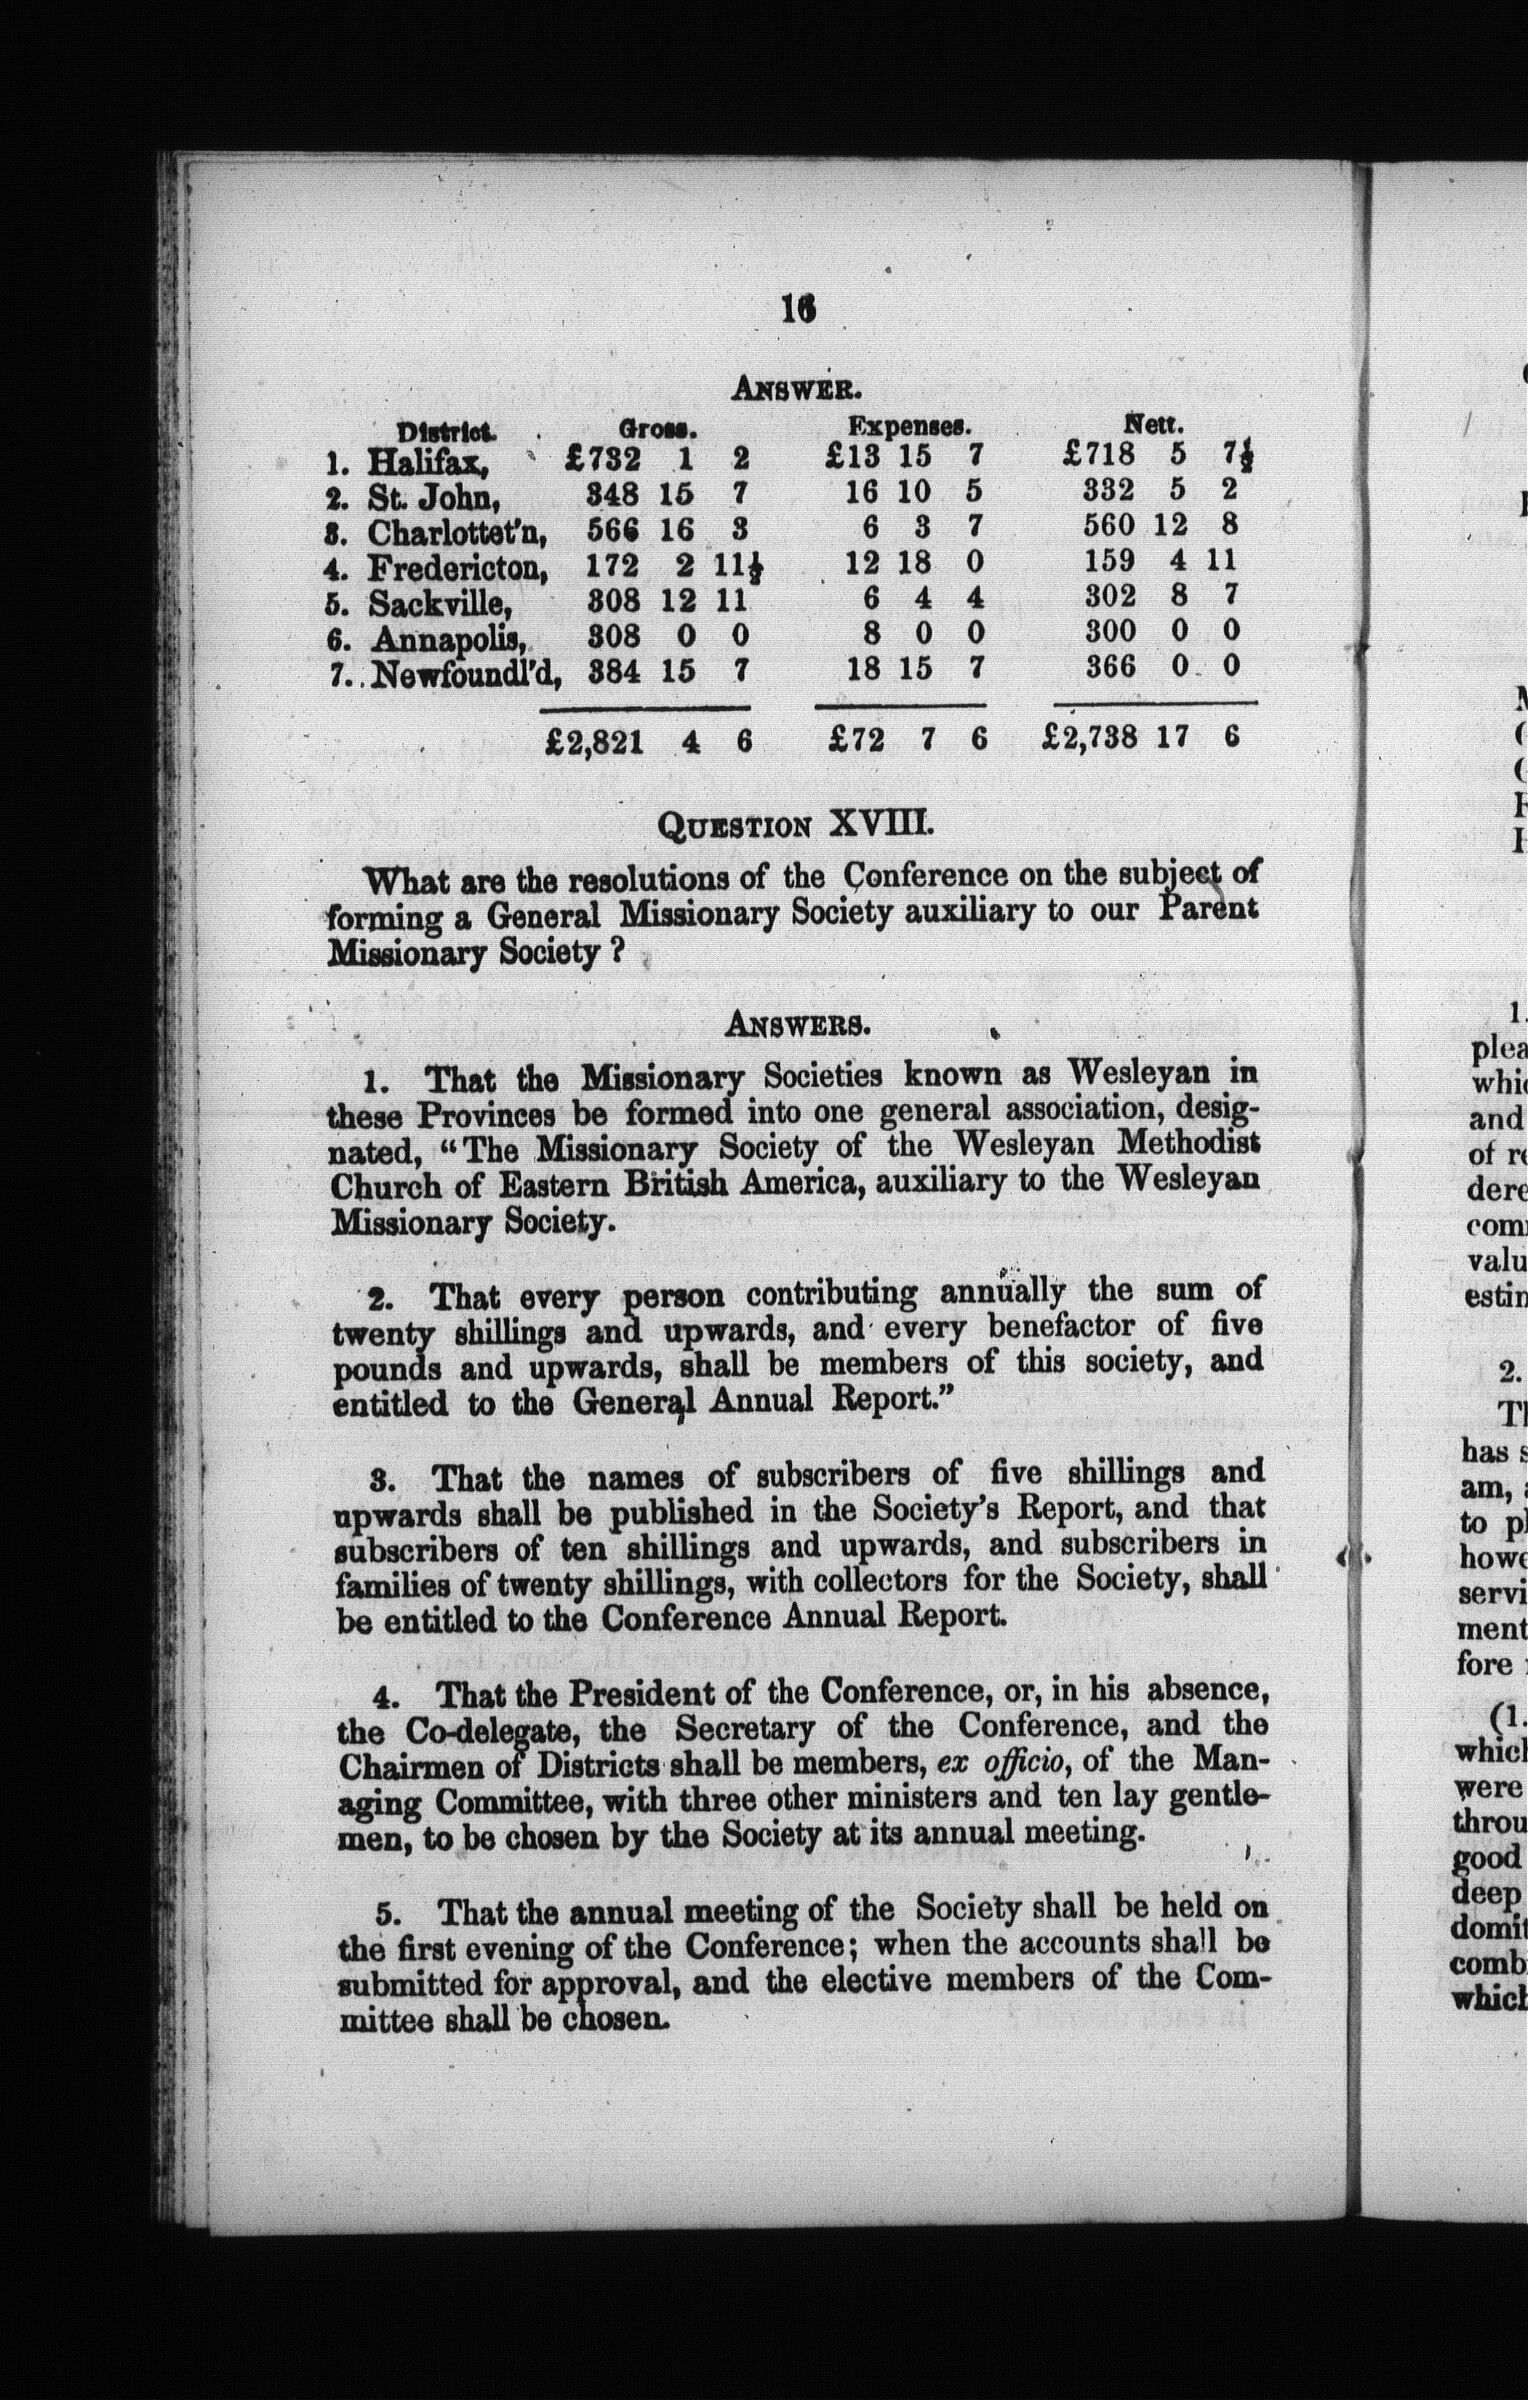 16
ANSWER.
District. Gross. Expenses. Nett.
1. Halifax, £732 1 2 £13 15 7 £718 5 7½
2. St. John, 348 15 7 16 10 5 332 5 2
3. Charlottet'n, 566 16 3 6 3 7 560 12 8
4. Fredericton, 172 2 11½ 12 18 0 159 4 11
5. Sackville, 308 12 11 6 4 4 302 8 7
6. Annapolis, 308 0 0 8 0 0 300 0 0
7. Newfoundl'd, 384 15 7 18 15 7 366 0 0
£2,821 4 6 £72 7 6 £2,738 17 6
QUESTION XVIII.
What are the resolutions of the Conference on the subject of
forming a General Missionary Society auxiliary to our Parent
Missionary Society ?
ANSWERS.
1. That the Missionary Societies known as Wesleyan in
these Provinces be formed into one general association, desig-
nated, “The Missionary Society of the Wesleyan Methodist
Church of Eastern British America, auxiliary to the Wesleyan
Missionary Society.
2. That every person contributing annually the sum of
twenty shillings and upwards, and every benefactor of five
pounds and upwards, shall be members of this society, and
entitled to the General Annual Report.”
3. That the names of subscribers of five shillings and
upwards shall be published in the Society's Report, and that
subscribers of ten shillings and upwards, and subscribers in
families of twenty shillings, with collectors for the Society, shall
be entitled to the Conference Annual Report.
4. That the President of the Conference, or, in his absence,
the Co-delegate, the Secretary of the Conference, and the
Chairmen of Districts shall be members, ex officio, of the Man-
aging Committee, with three other ministers and ten lay gentle-
men, to be chosen by the Society at its annual meeting.
5. That the annual meeting of the Society shall be held on
the first evening of the Conference; when the accounts shall be
submitted for approval, and the elective members of the Com-
mittee shall be chosen.
1.
and
2.
has
am,
to
(1.
were
good
deep